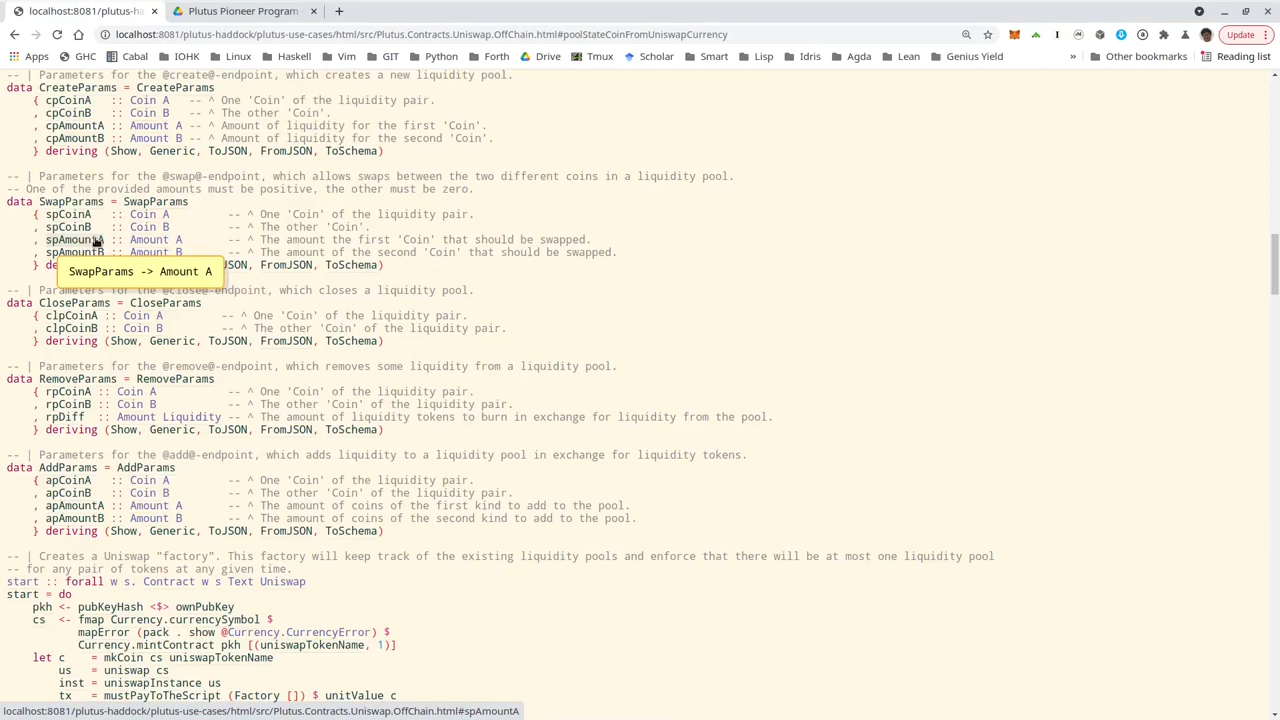 localhost:8081/plutus-h
Plutus Pioneer Program -
localhost:8081/plutus-haddock/plutus-use-cases/html/src/Plutus.Contracts.Uniswap.OffChain.html#poolStateCoinFromUniswapCurrency
Update
Apps GHC Cabal IOHK Linux Haskell Vim GIT Python Forth Drive Tmux Scholar Smart Lisp Idris Agda Lean Genius Yield » Other bookmarks Reading list
-- | Parameters for the @create@-endpoint, which creates a new liquidity pool.
data CreateParams = CreateParams
{ cpCoinA :: Coin A -- ^ One 'Coin' of the liquidity pair.
, cpCoinB :: Coin B -- ^ The other 'Coin'.
, cpAmountA :: Amount A -- ^ Amount of liquidity for the first 'Coin'.
, cpAmountB :: Amount B -- ^ Amount of liquidity for the second 'Coin'.
} deriving (Show, Generic, ToJSON, FromJSON, ToSchema)
-- | Parameters for the @swap@-endpoint, which allows swaps between the two different coins in a liquidity pool.
-- One of the provided amounts must be positive, the other must be zero.
data SwapParams = SwapParams
{ spCoinA :: Coin A -- ^ One 'Coin' of the liquidity pair.
, spCoinB :: Coin B -- ^ The other 'Coin'.
, spAmountA :: Amount A -- ^ The amount the first 'Coin' that should be swapped.
, spAmountB :: Amount B -- ^ The amount of the second 'Coin' that should be swapped.
} de
SwapParams -> Amount A
, Generic, ToJSON, FromJSON, ToSchema)
-- | Parameters for the @close@-endpoint, which closes a liquidity pool.
data CloseParams = CloseParams
{ clpCoinA :: Coin A -- ^ One 'Coin' of the liquidity pair.
, clpCoinB :: Coin B -- ^ The other 'Coin' of the liquidity pair.
} deriving (Show, Generic, ToJSON, FromJSON, ToSchema)
-- | Parameters for the @remove@-endpoint, which removes some liquidity from a liquidity pool.
data RemoveParams = RemoveParams
{ rpCoinA :: Coin A -- ^ One 'Coin' of the liquidity pair.
, rpCoinB :: Coin B -- ^ The other 'Coin' of the liquidity pair.
, rpDiff :: Amount Liquidity -- ^ The amount of liquidity tokens to burn in exchange for liquidity from the pool.
} deriving (Show, Generic, ToJSON, FromJSON, ToSchema)
-- | Parameters for the @add@-endpoint, which adds liquidity to a liquidity pool in exchange for liquidity tokens.
data AddParams = AddParams
{ apCoinA :: Coin A -- ^ One 'Coin' of the liquidity pair.
, apCoinB :: Coin B -- ^ The other 'Coin' of the liquidity pair.
, apAmountA :: Amount A -- ^ The amount of coins of the first kind to add to the pool.
, apAmountB :: Amount B -- ^ The amount of coins of the second kind to add to the pool.
} deriving (Show, Generic, ToJSON, FromJSON, ToSchema)
-- | Creates a Uniswap "factory". This factory will keep track of the existing liquidity pools and enforce that there will be at most one liquidity pool
-- for any pair of tokens at any given time.
start :: forall w s. Contract w s Text Uniswap
start = do
pkh <- pubKeyHash <$> ownPubKey
cs <- fmap Currency.currencySymbol $
mapError (pack . show @Currency.CurrencyError) $
Currency.mintContract pkh [(uniswapTokenName, 1)]
let c = mkCoin cs uniswapTokenName
us = uniswap cs
inst = uniswapInstance us
tx = mustPayToTheScript (Factory []) $ unitValue c
localhost:8081/plutus-haddock/plutus-use-cases/html/src/Plutus.Contracts.Uniswap.OffChain.html#spAmountA